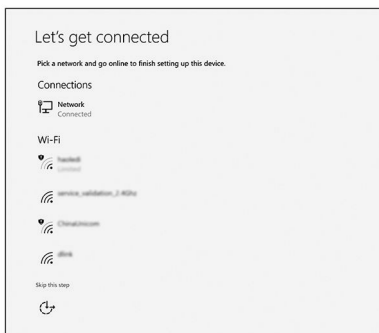 Let's get connected
Pick a network and go online to finish setting up this device.
Connections
Network
Connected
Wi-Fi
Limited
service_validation_2.4Ghz
ChinaUnicom
dlink
Skip this step